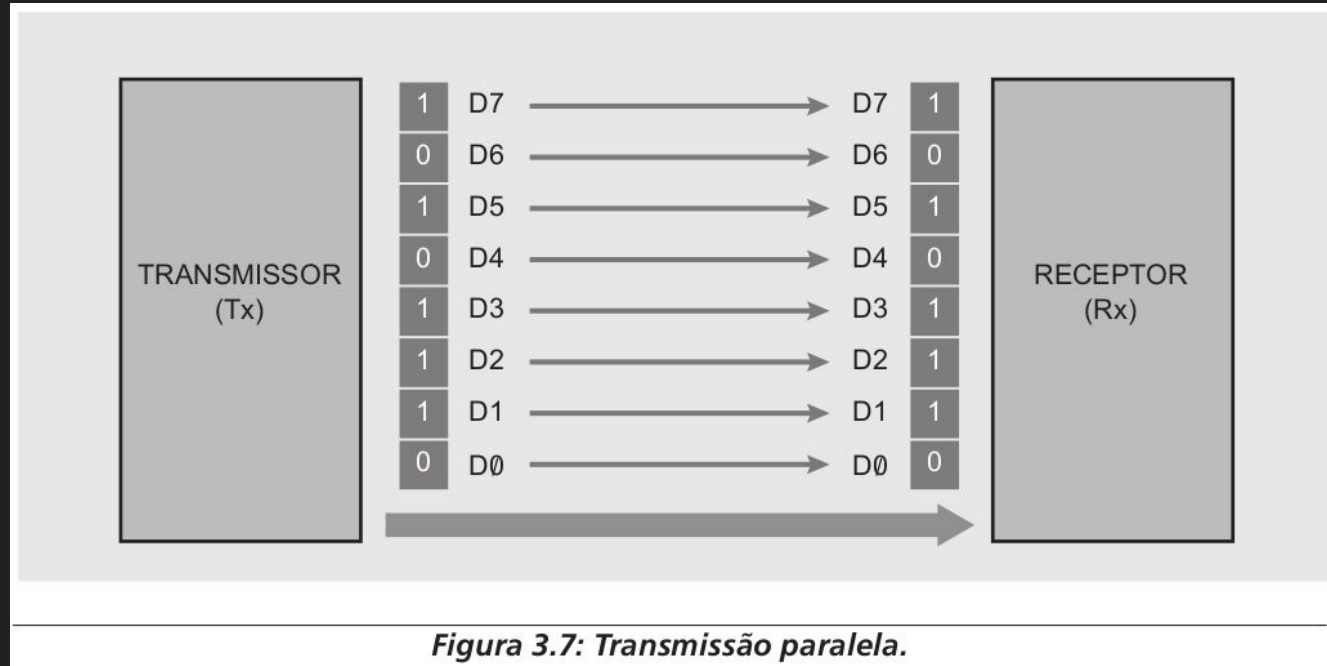 1 D7 D7 1
0 D6 D6 0
1 D5 D5 1
0 D4 D4 0
TRANSMISSOR
(Tx)
RECEPTOR
(Rx)
1 D3 D3 1
1 D2 D2 1
1 D1 D1 1
0 D0 D0 0
Figura 3.7: Transmissão paralela.